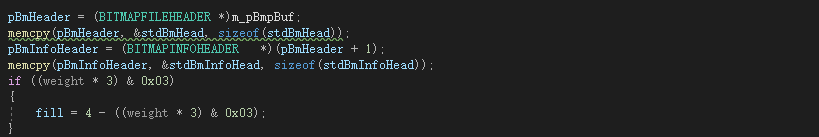 pBmHeader = (BITMAPFILEHEADER *)m_pBmpBuf;
memcpy(pBmHeader, &stdBmHead, sizeof(stdBmHead));
pBmInfoHeader = (BITMAPINFOHEADER   *)(pBmHeader + 1);
memcpy(pBmInfoHeader, &stdBmInfoHead, sizeof(stdBmInfoHead));
if ((weight * 3) & 0x03)
{
    fill = 4 - ((weight * 3) & 0x03);
}